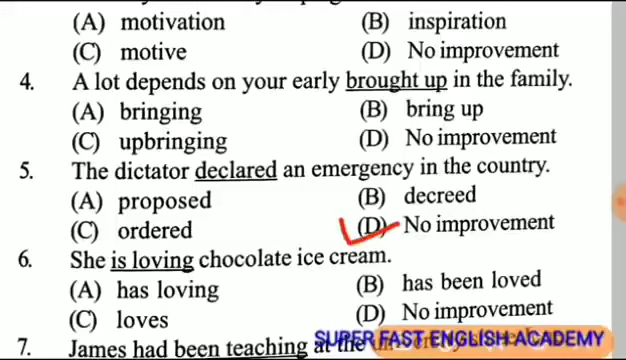 (A) motivation (B) inspiration
(C) motive (D) No improvement
4. A lot depends on your early brought up in the family.
(A) bringing (B) bring up
(C) upbringing (D) No improvement
5. The dictator declared an emergency in the country.
(A) proposed (B) decreed
(C) ordered (D) No improvement
6. She is loving chocolate ice cream.
(A) has loving (B) has been loved
(C) loves (D) No improvement
7. James had been teaching at the
SUPER FAST ENGLISH ACADEMY